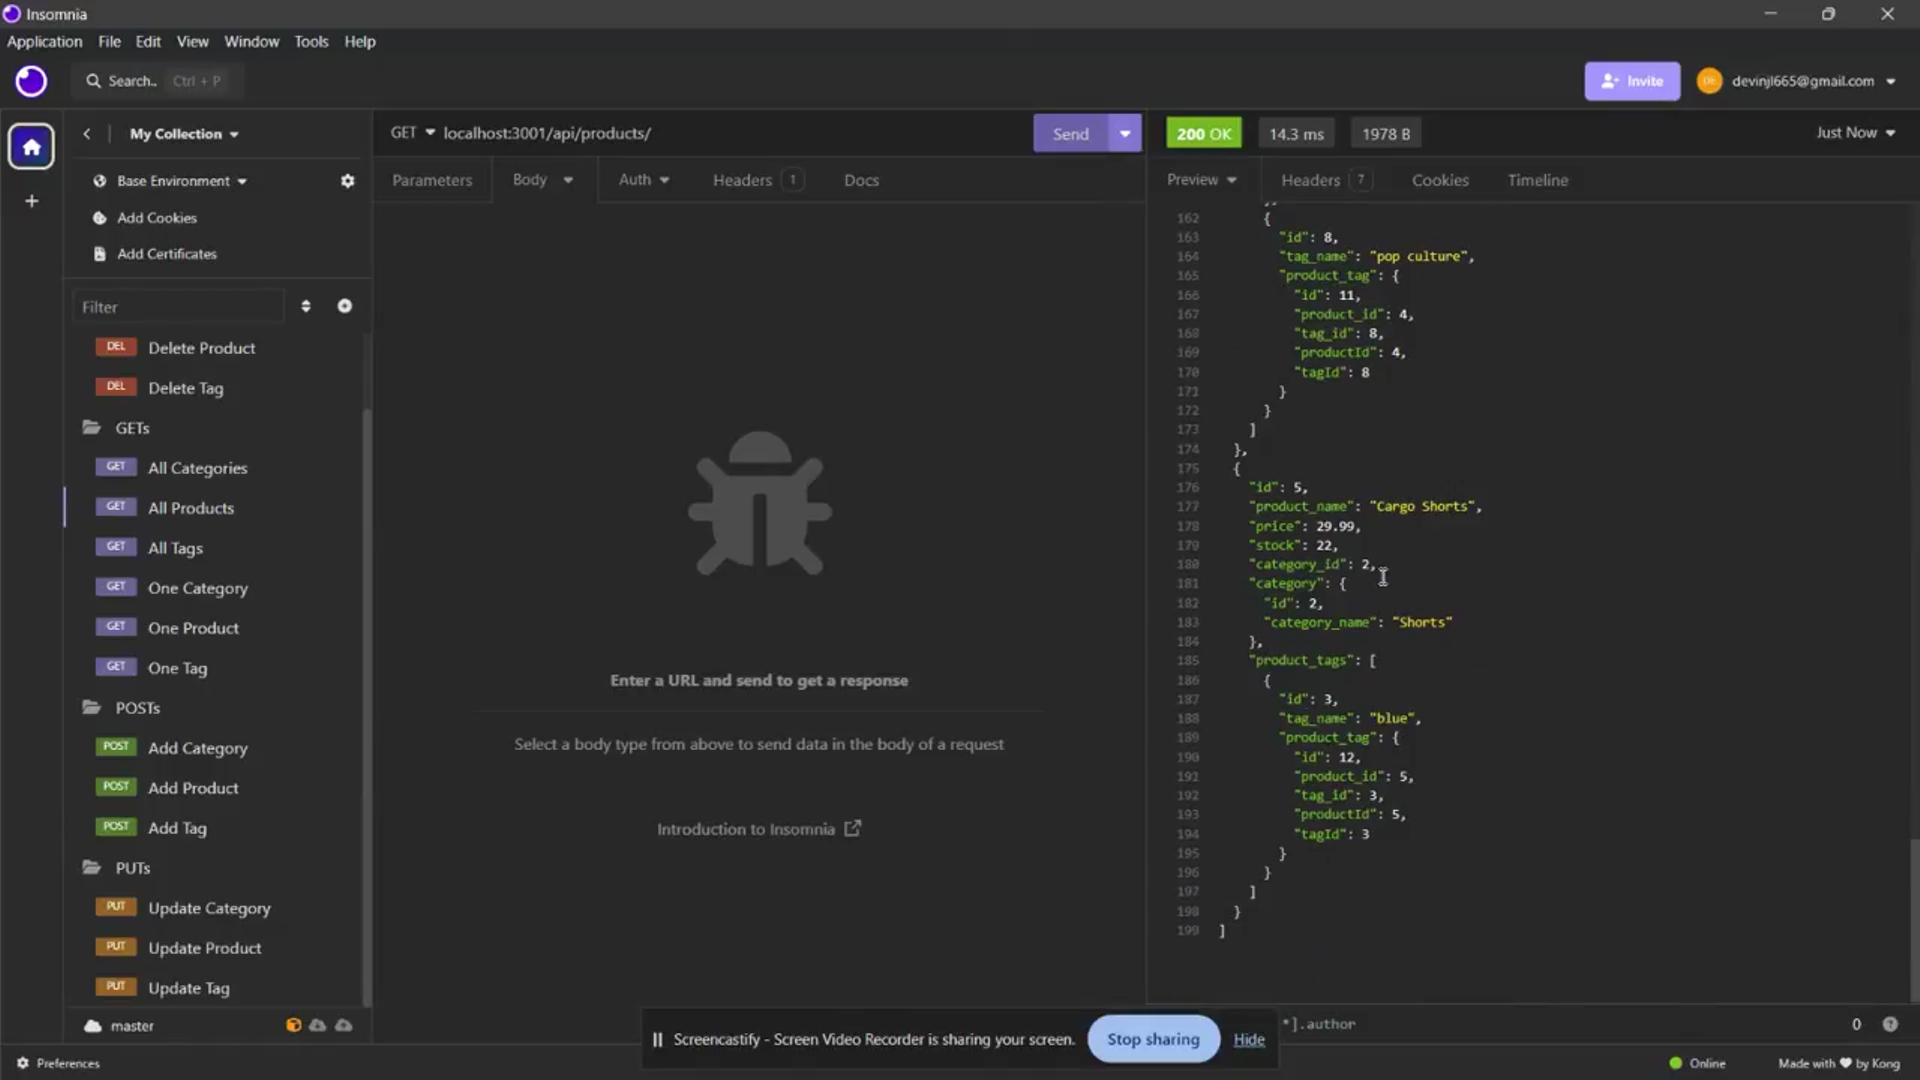 Insomnia
Application File Edit View Window Tools Help
Search.. Ctrl + P
Invite
devinjl665@gmail.com
My Collection
Base Environment
Add Cookies
Add Certificates
Filter
DEL Delete Product
DEL Delete Tag
GETs
GET All Categories
GET All Products
GET All Tags
GET One Category
GET One Product
GET One Tag
POSTs
POST Add Category
POST Add Product
POST Add Tag
PUTs
PUT Update Category
PUT Update Product
PUT Update Tag
master
Preferences
GET localhost:3001/api/products/
Send
Parameters Body Auth Headers 1 Docs
Enter a URL and send to get a response
Select a body type from above to send data in the body of a request
Introduction to Insomnia
200 OK 14.3 ms 1978 B Just Now
Preview Headers 7 Cookies Timeline
162 {
163 "id": 8,
164 "tag_name": "pop culture",
165 "product_tag": {
166 "id": 11,
167 "product_id": 4,
168 "tag_id": 8,
169 "productId": 4,
170 "tagId": 8
171 }
172 }
173 ]
174 },
175 {
176 "id": 5,
177 "product_name": "Cargo Shorts",
178 "price": 29.99,
179 "stock": 22,
180 "category_id": 2,
181 "category": {
182 "id": 2,
183 "category_name": "Shorts"
184 },
185 "product_tags": [
186 {
187 "id": 3,
188 "tag_name": "blue",
189 "product_tag": {
190 "id": 12,
191 "product_id": 5,
192 "tag_id": 3,
193 "productId": 5,
194 "tagId": 3
195 }
196 }
197 ]
198 }
199 ]
*].author
0
Screencastify - Screen Video Recorder is sharing your screen. Stop sharing Hide
Online
Made with ♥ by Kong